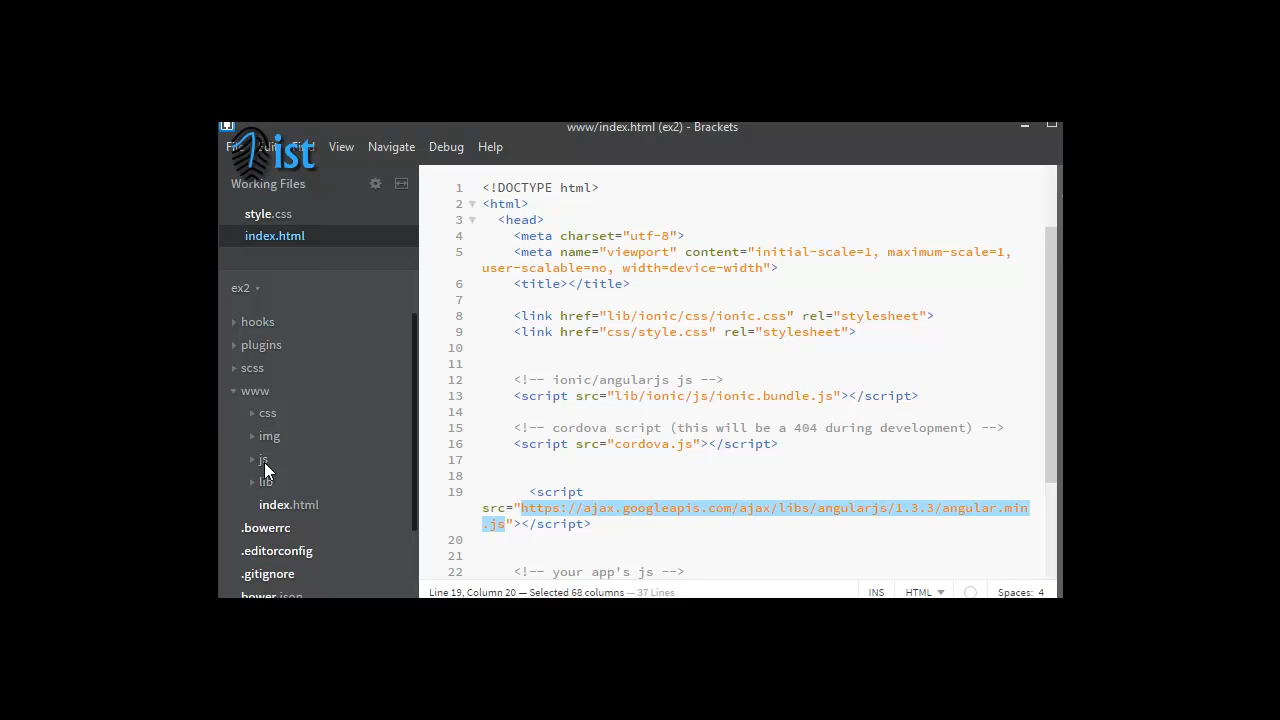 www/index.html (ex2) - Brackets
View Navigate Debug Help
ist
Working Files
style.css
index.html
ex2
hooks
plugins
scss
www
css
img
js
lib
index.html
.bowerrc
.editorconfig
.gitignore
bower.json
1 <!DOCTYPE html>
2 <html>
3 <head>
4 <meta charset="utf-8">
5 <meta name="viewport" content="initial-scale=1, maximum-scale=1,
user-scalable=no, width=device-width">
6 <title></title>
7
8 <link href="lib/ionic/css/ionic.css" rel="stylesheet">
9 <link href="css/style.css" rel="stylesheet">
10
11
12 <!-- ionic/angularjs js -->
13 <script src="lib/ionic/js/ionic.bundle.js"></script>
14
15 <!-- cordova script (this will be a 404 during development) -->
16 <script src="cordova.js"></script>
17
18
19 <script
src="https://ajax.googleapis.com/ajax/libs/angularjs/1.3.3/angular.min
.js"></script>
20
21
22 <!-- your app's js -->
Line 19, Column 20 — Selected 68 columns — 37 Lines
INS HTML Spaces: 4